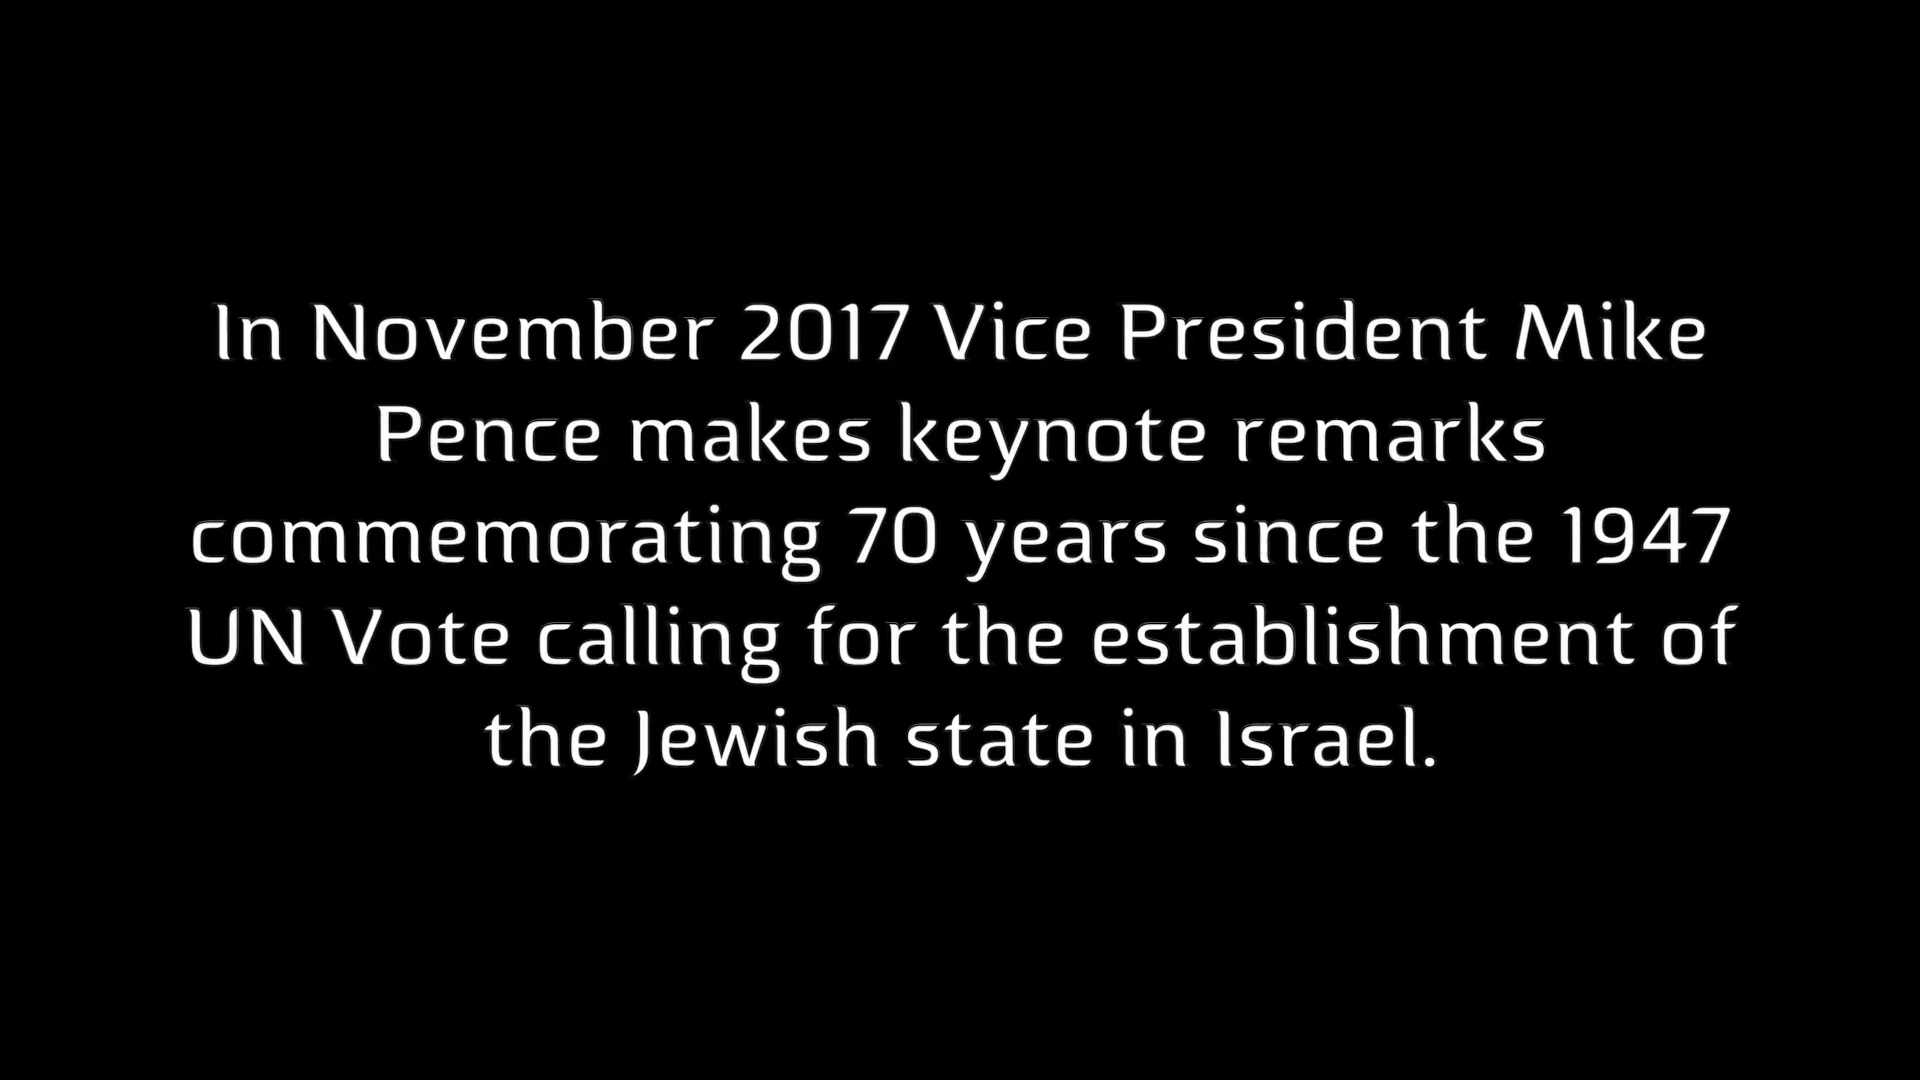 In November 2017 Vice President Mike
Pence makes keynote remarks
commemorating 70 years since the 1947
UN Vote calling for the establishment of
the Jewish state in Israel.